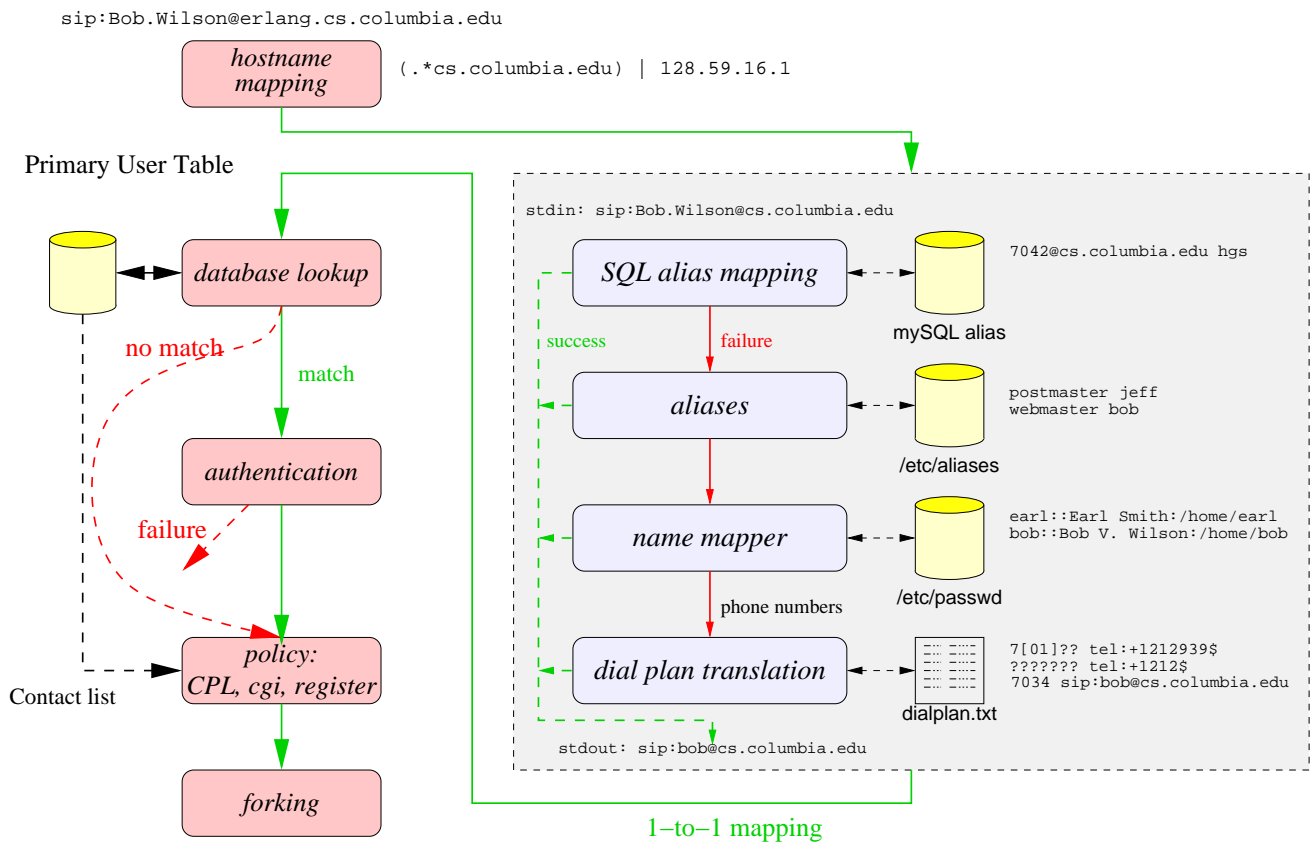 sip:Bob.Wilson@erlang.cs.columbia.edu
hostname
mapping
(.*cs.columbia.edu) | 128.59.16.1
Primary User Table
database lookup
no match
match
authentication
failure
policy:
CPL, cgi, register
Contact list
forking
stdin: sip:Bob.Wilson@cs.columbia.edu
SQL alias mapping
7042@cs.columbia.edu hgs
mySQL alias
success
failure
aliases
postmaster jeff
webmaster bob
/etc/aliases
name mapper
earl::Earl Smith:/home/earl
bob::Bob V. Wilson:/home/bob
/etc/passwd
phone numbers
dial plan translation
7[01]?? tel:+1212939$
??????? tel:+1212$
7034 sip:bob@cs.columbia.edu
dialplan.txt
stdout: sip:bob@cs.columbia.edu
1−to−1 mapping